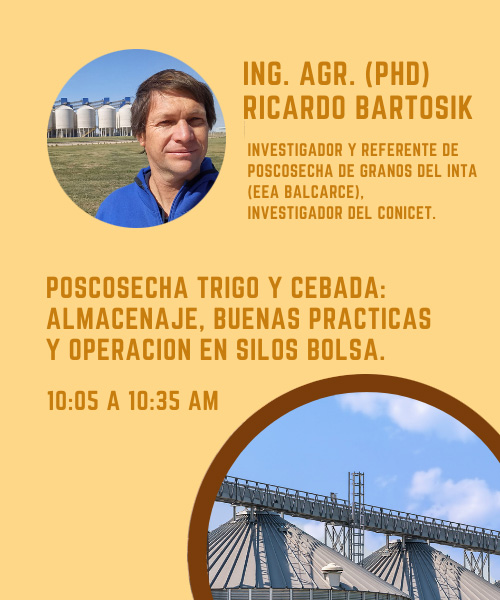 ING. AGR. (PHD)
RICARDO BARTOSIK
INVESTIGADOR Y REFERENTE DE
POSCOSECHA DE GRANOS DEL INTA
(EEA BALCARCE),
INVESTIGADOR DEL CONICET.
POSCOSECHA TRIGO Y CEBADA:
ALMACENAJE, BUENAS PRACTICAS
Y OPERACION EN SILOS BOLSA.
10:05 A 10:35 AM